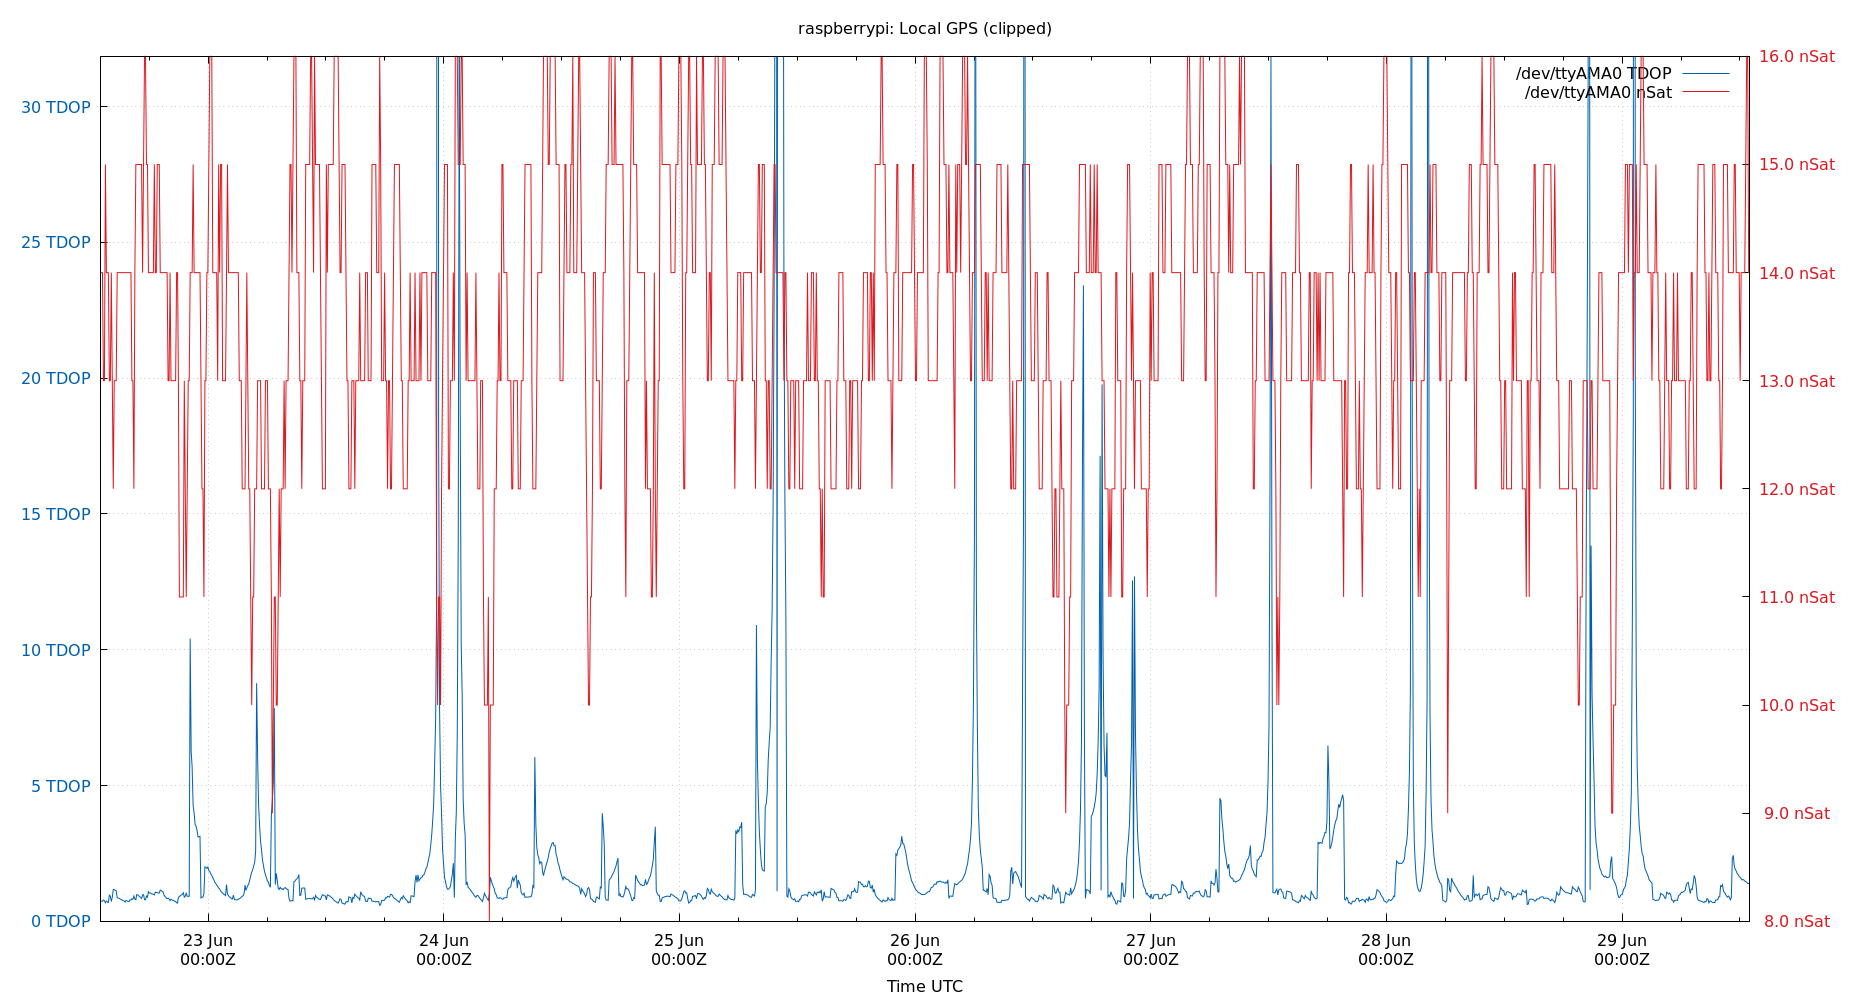 raspberrypi: Local GPS (clipped)
/dev/ttyAMA0 TDOP
/dev/ttyAMA0 nSat
30 TDOP
25 TDOP
20 TDOP
15 TDOP
10 TDOP
5 TDOP
0 TDOP
16.0 nSat
15.0 nSat
14.0 nSat
13.0 nSat
12.0 nSat
11.0 nSat
10.0 nSat
9.0 nSat
8.0 nSat
23 Jun
00:00Z
24 Jun
00:00Z
25 Jun
00:00Z
26 Jun
00:00Z
27 Jun
00:00Z
28 Jun
00:00Z
29 Jun
00:00Z
Time UTC